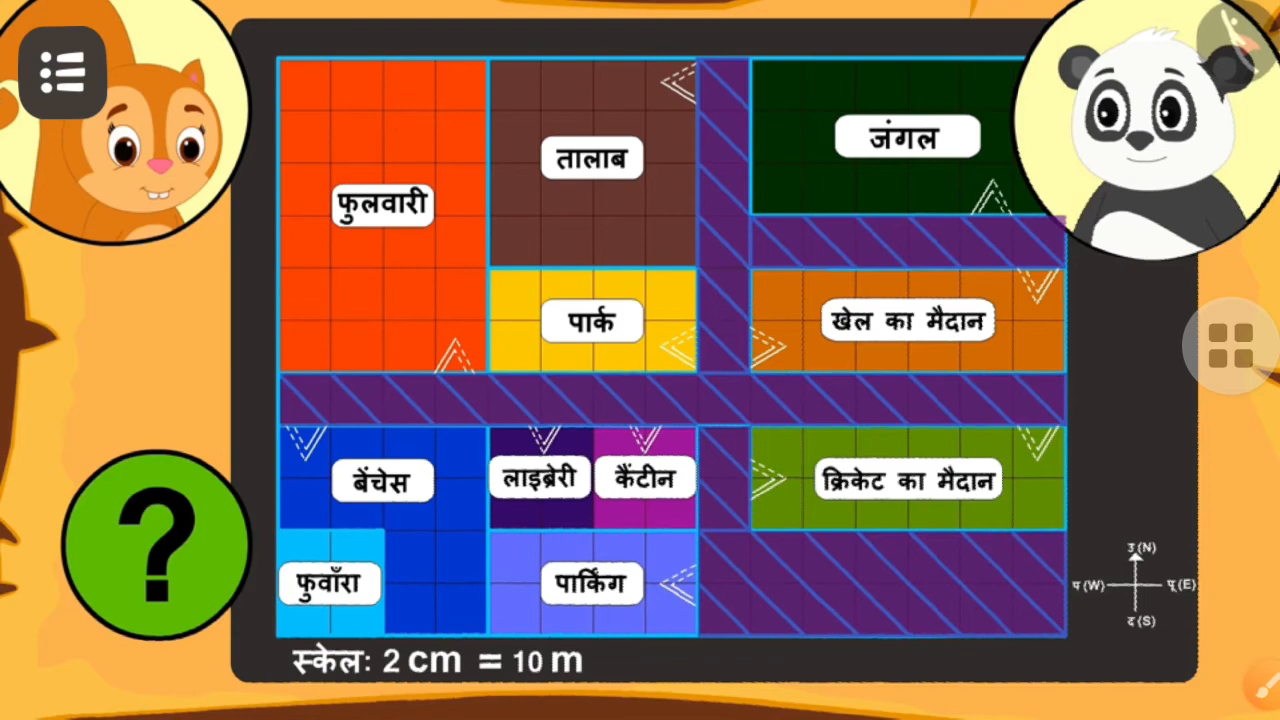 जंगल
तालाब
फुलवारी
पार्क
खेल का मैदान
बेंचेस
लाइब्रेरी
कैंटीन
क्रिकेट का मैदान
फुवाँरा
पार्किंग
उ(N)
प(W)
पू(E)
द(S)
?
स्केल: 2 cm = 10 m